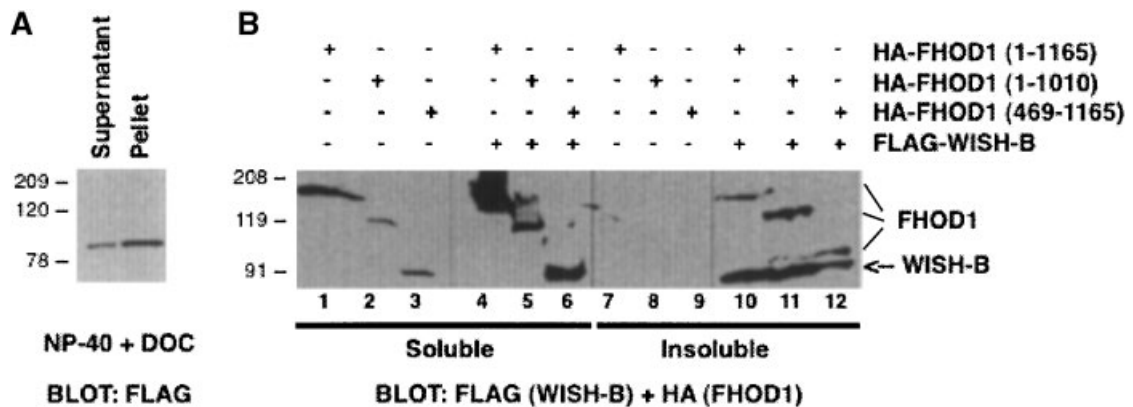 A
Supernatant
Pellet
209 –
120 –
78 –
NP-40 + DOC
BLOT: FLAG
B
+ - - + - - + - - + - - HA-FHOD1 (1-1165)
- + - - + - - + - - + - HA-FHOD1 (1-1010)
- - + - - + - - + - - + HA-FHOD1 (469-1165)
- - - + + + - - - + + + FLAG-WISH-B
208 –
119 –
91 –
FHOD1
WISH-B
1 2 3 4 5 6 7 8 9 10 11 12
Soluble Insoluble
BLOT: FLAG (WISH-B) + HA (FHOD1)